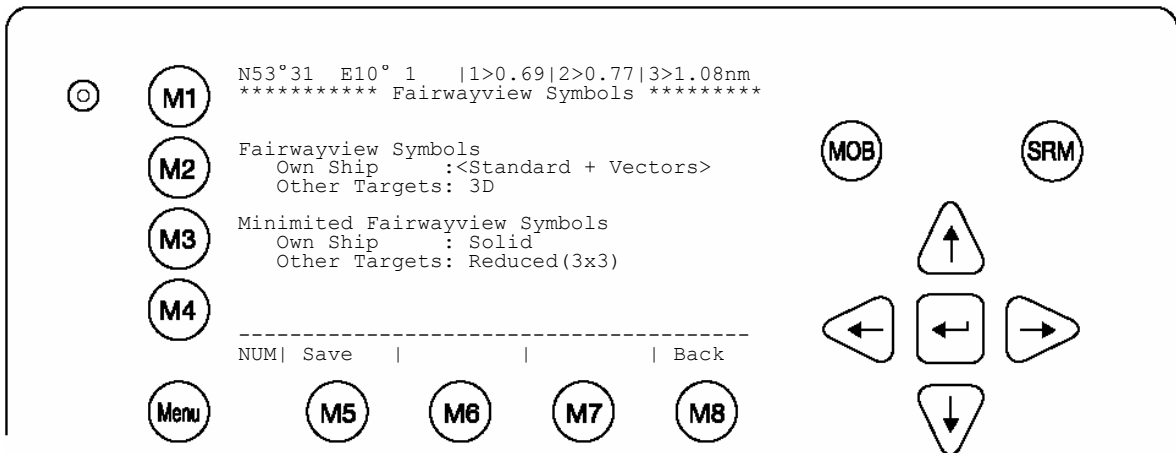 N53°31 E10° 1 |1>0.69|2>0.77|3>1.08nm
*********** Fairwayview Symbols *********
Fairwayview Symbols
Own Ship :<Standard + Vectors>
Other Targets: 3D
Minimited Fairwayview Symbols
Own Ship : Solid
Other Targets: Reduced(3x3)
----------------------------------------
NUM| Save | | | Back
M1
M2
M3
M4
Menu
M5
M6
M7
M8
MOB
SRM